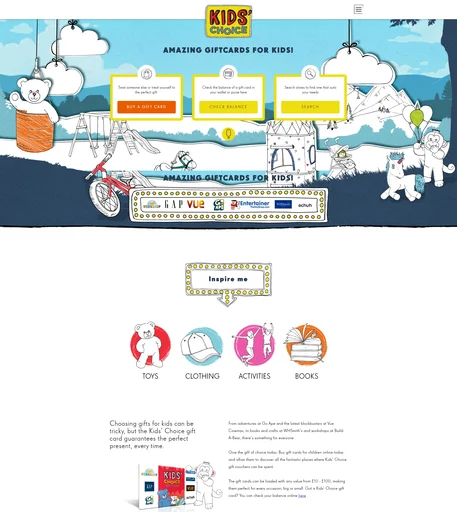 KIDS'
CHOICE
AMAZING GIFTCARDS FOR KIDS!
Treat someone else or treat yourself to
the perfect gift
BUY A GIFT CARD
Check the balance of a gift card in
your wallet or purse here
CHECK BALANCE
Search stores to find one that suits
your needs
SEARCH
AMAZING GIFTCARDS FOR KIDS!
GAP
VUE
Entertainer
schuh
Inspire me
TOYS
CLOTHING
ACTIVITIES
BOOKS
Choosing gifts for kids can be
tricky, but the Kids' Choice gift
card guarantees the perfect
present, every time.
From adventures at Go Ape and the latest blockbusters at Vue
Cinemas, to books and crafts at WHSmith's and workshops at Build
A Bear, there's something for everyone.
Give the gift of choice today. Buy gift cards for children online today
and allow them to discover all the fantastic places where Kids' Choice
gift vouchers can be spent.
The gift cards can be loaded with any value from £10 - £100, making
them perfect for every occasion, big or small. Got a Kids' Choice gift
card? You can check your balance online here.
KIDS
CHOICE